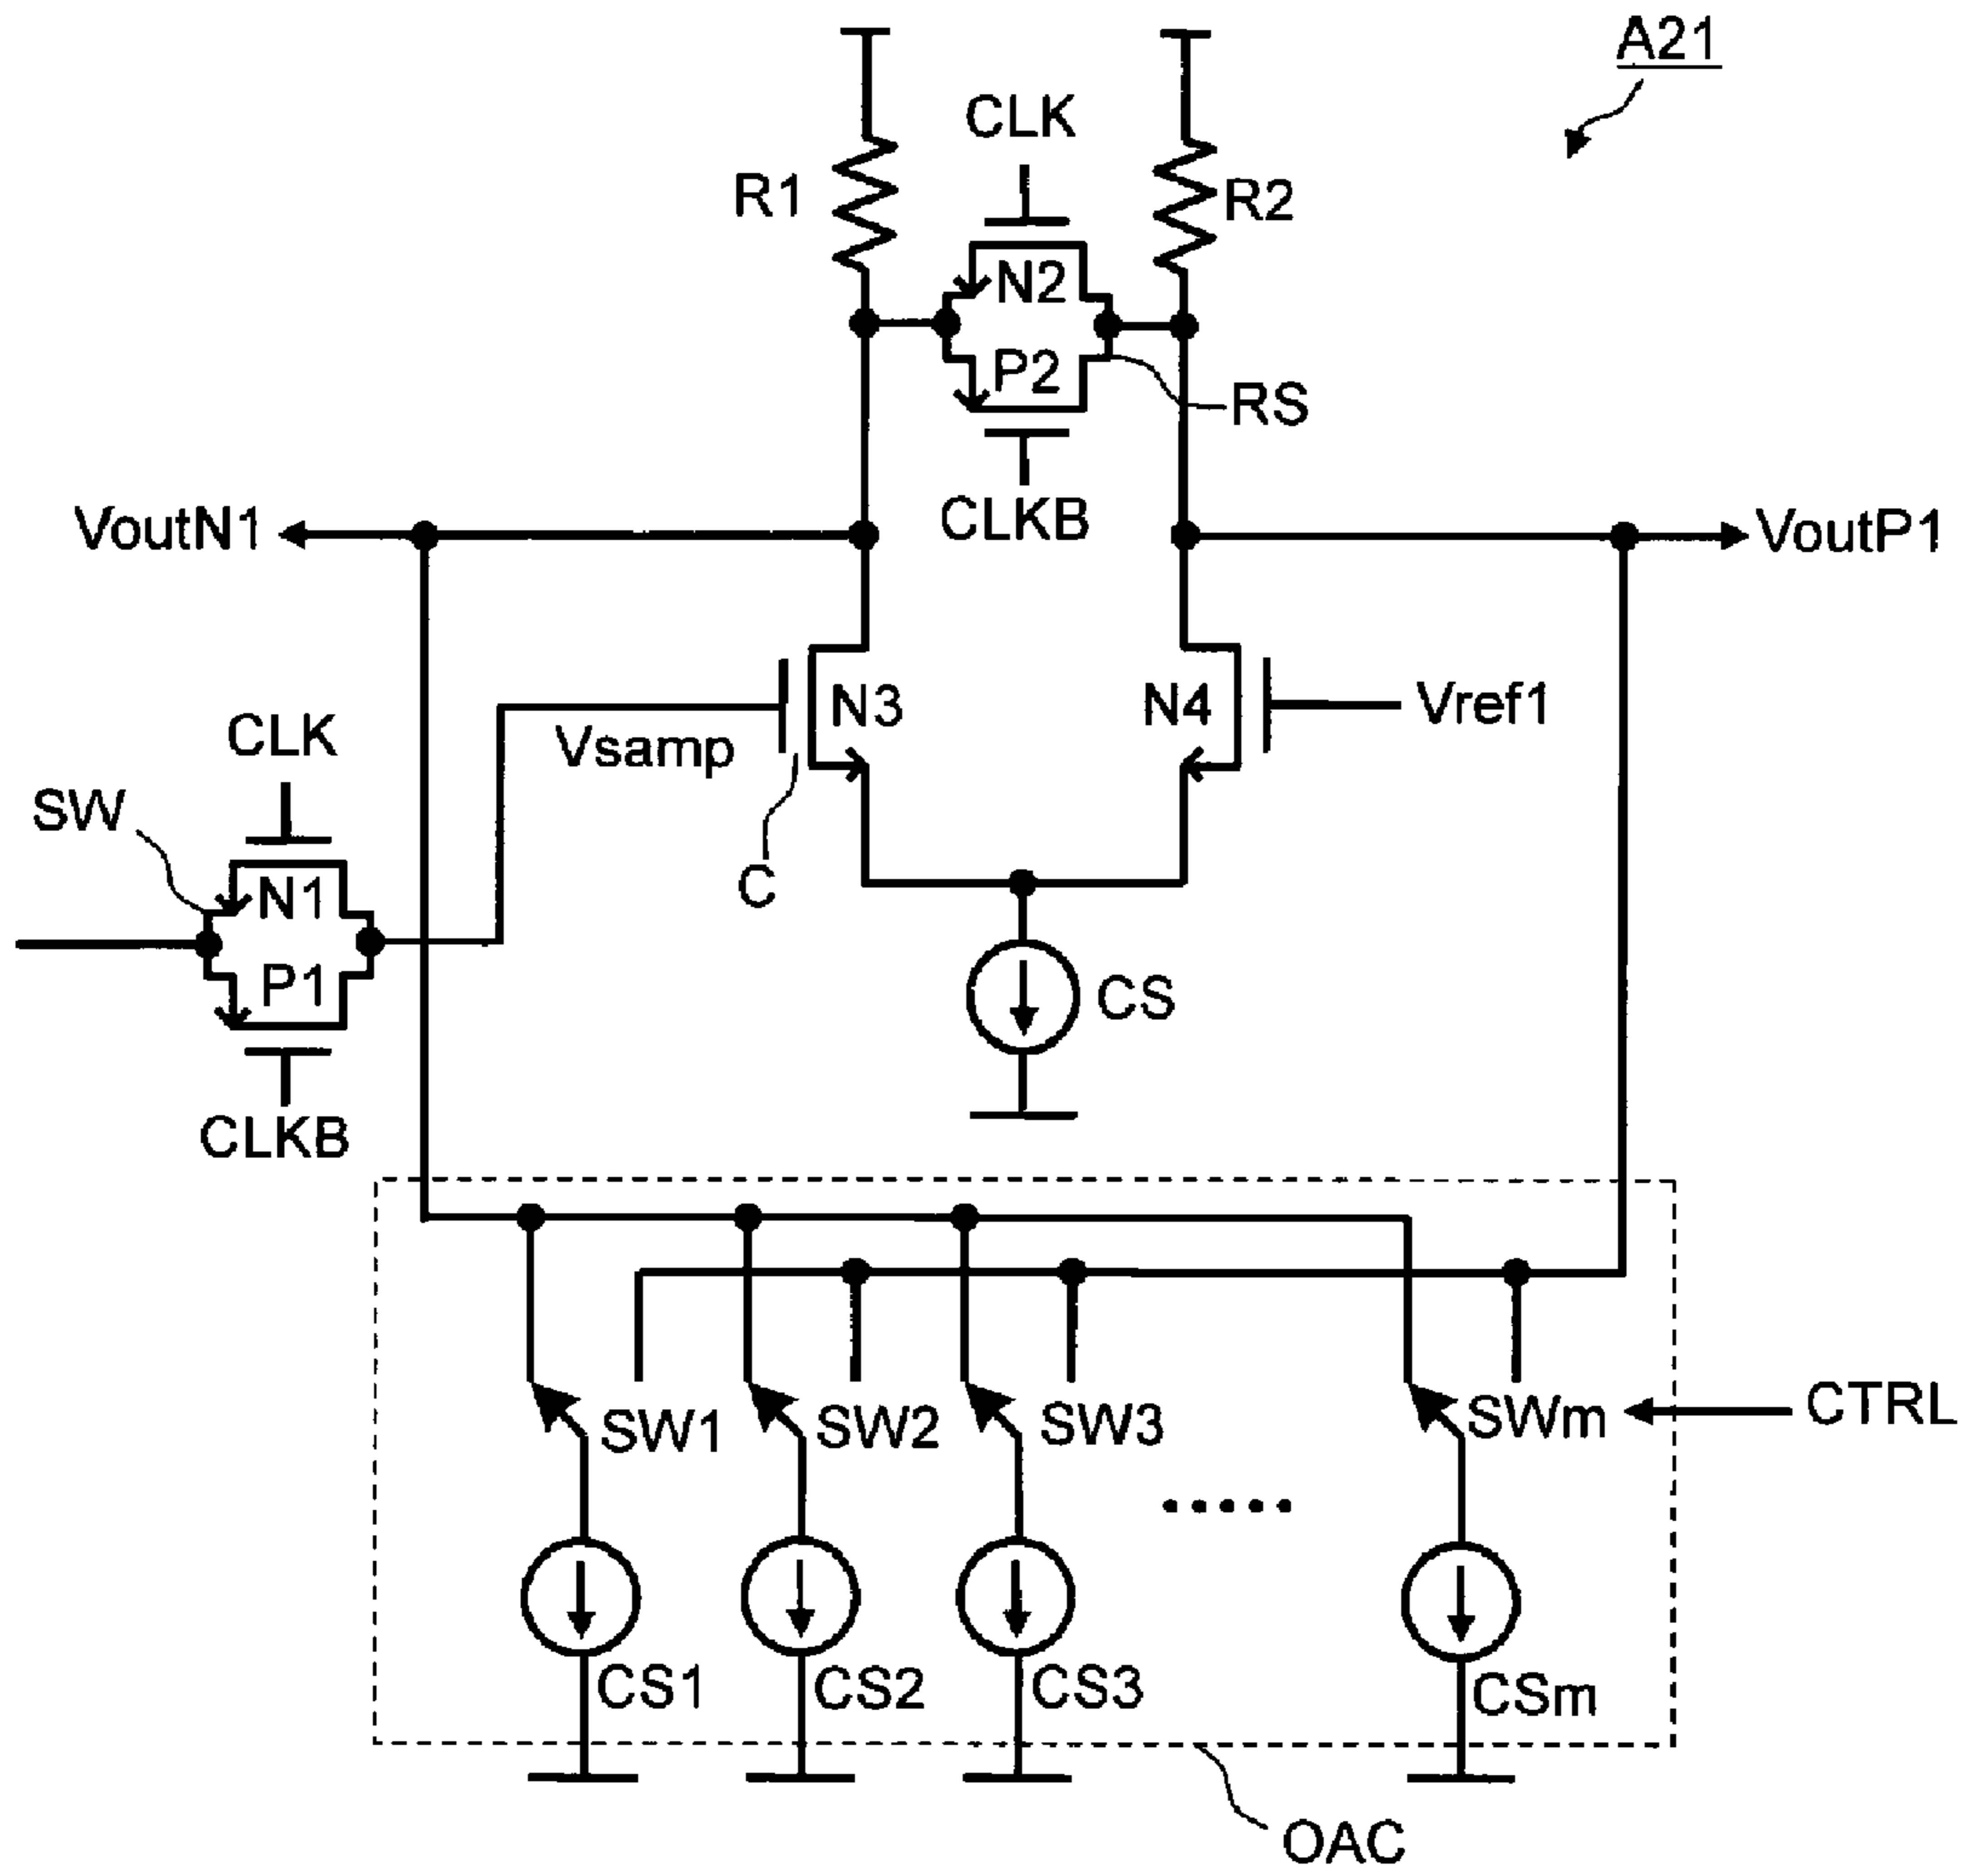 A21
CLK
R1
R2
N2
P2
RS
VoutN1
CLKB
VoutP1
N3
N4
Vref1
CLK
Vsamp
SW
C
N1
P1
CS
CLKB
SW1
SW2
SW3
SWm
CTRL
CS1
CS2
CS3
CSm
OAC